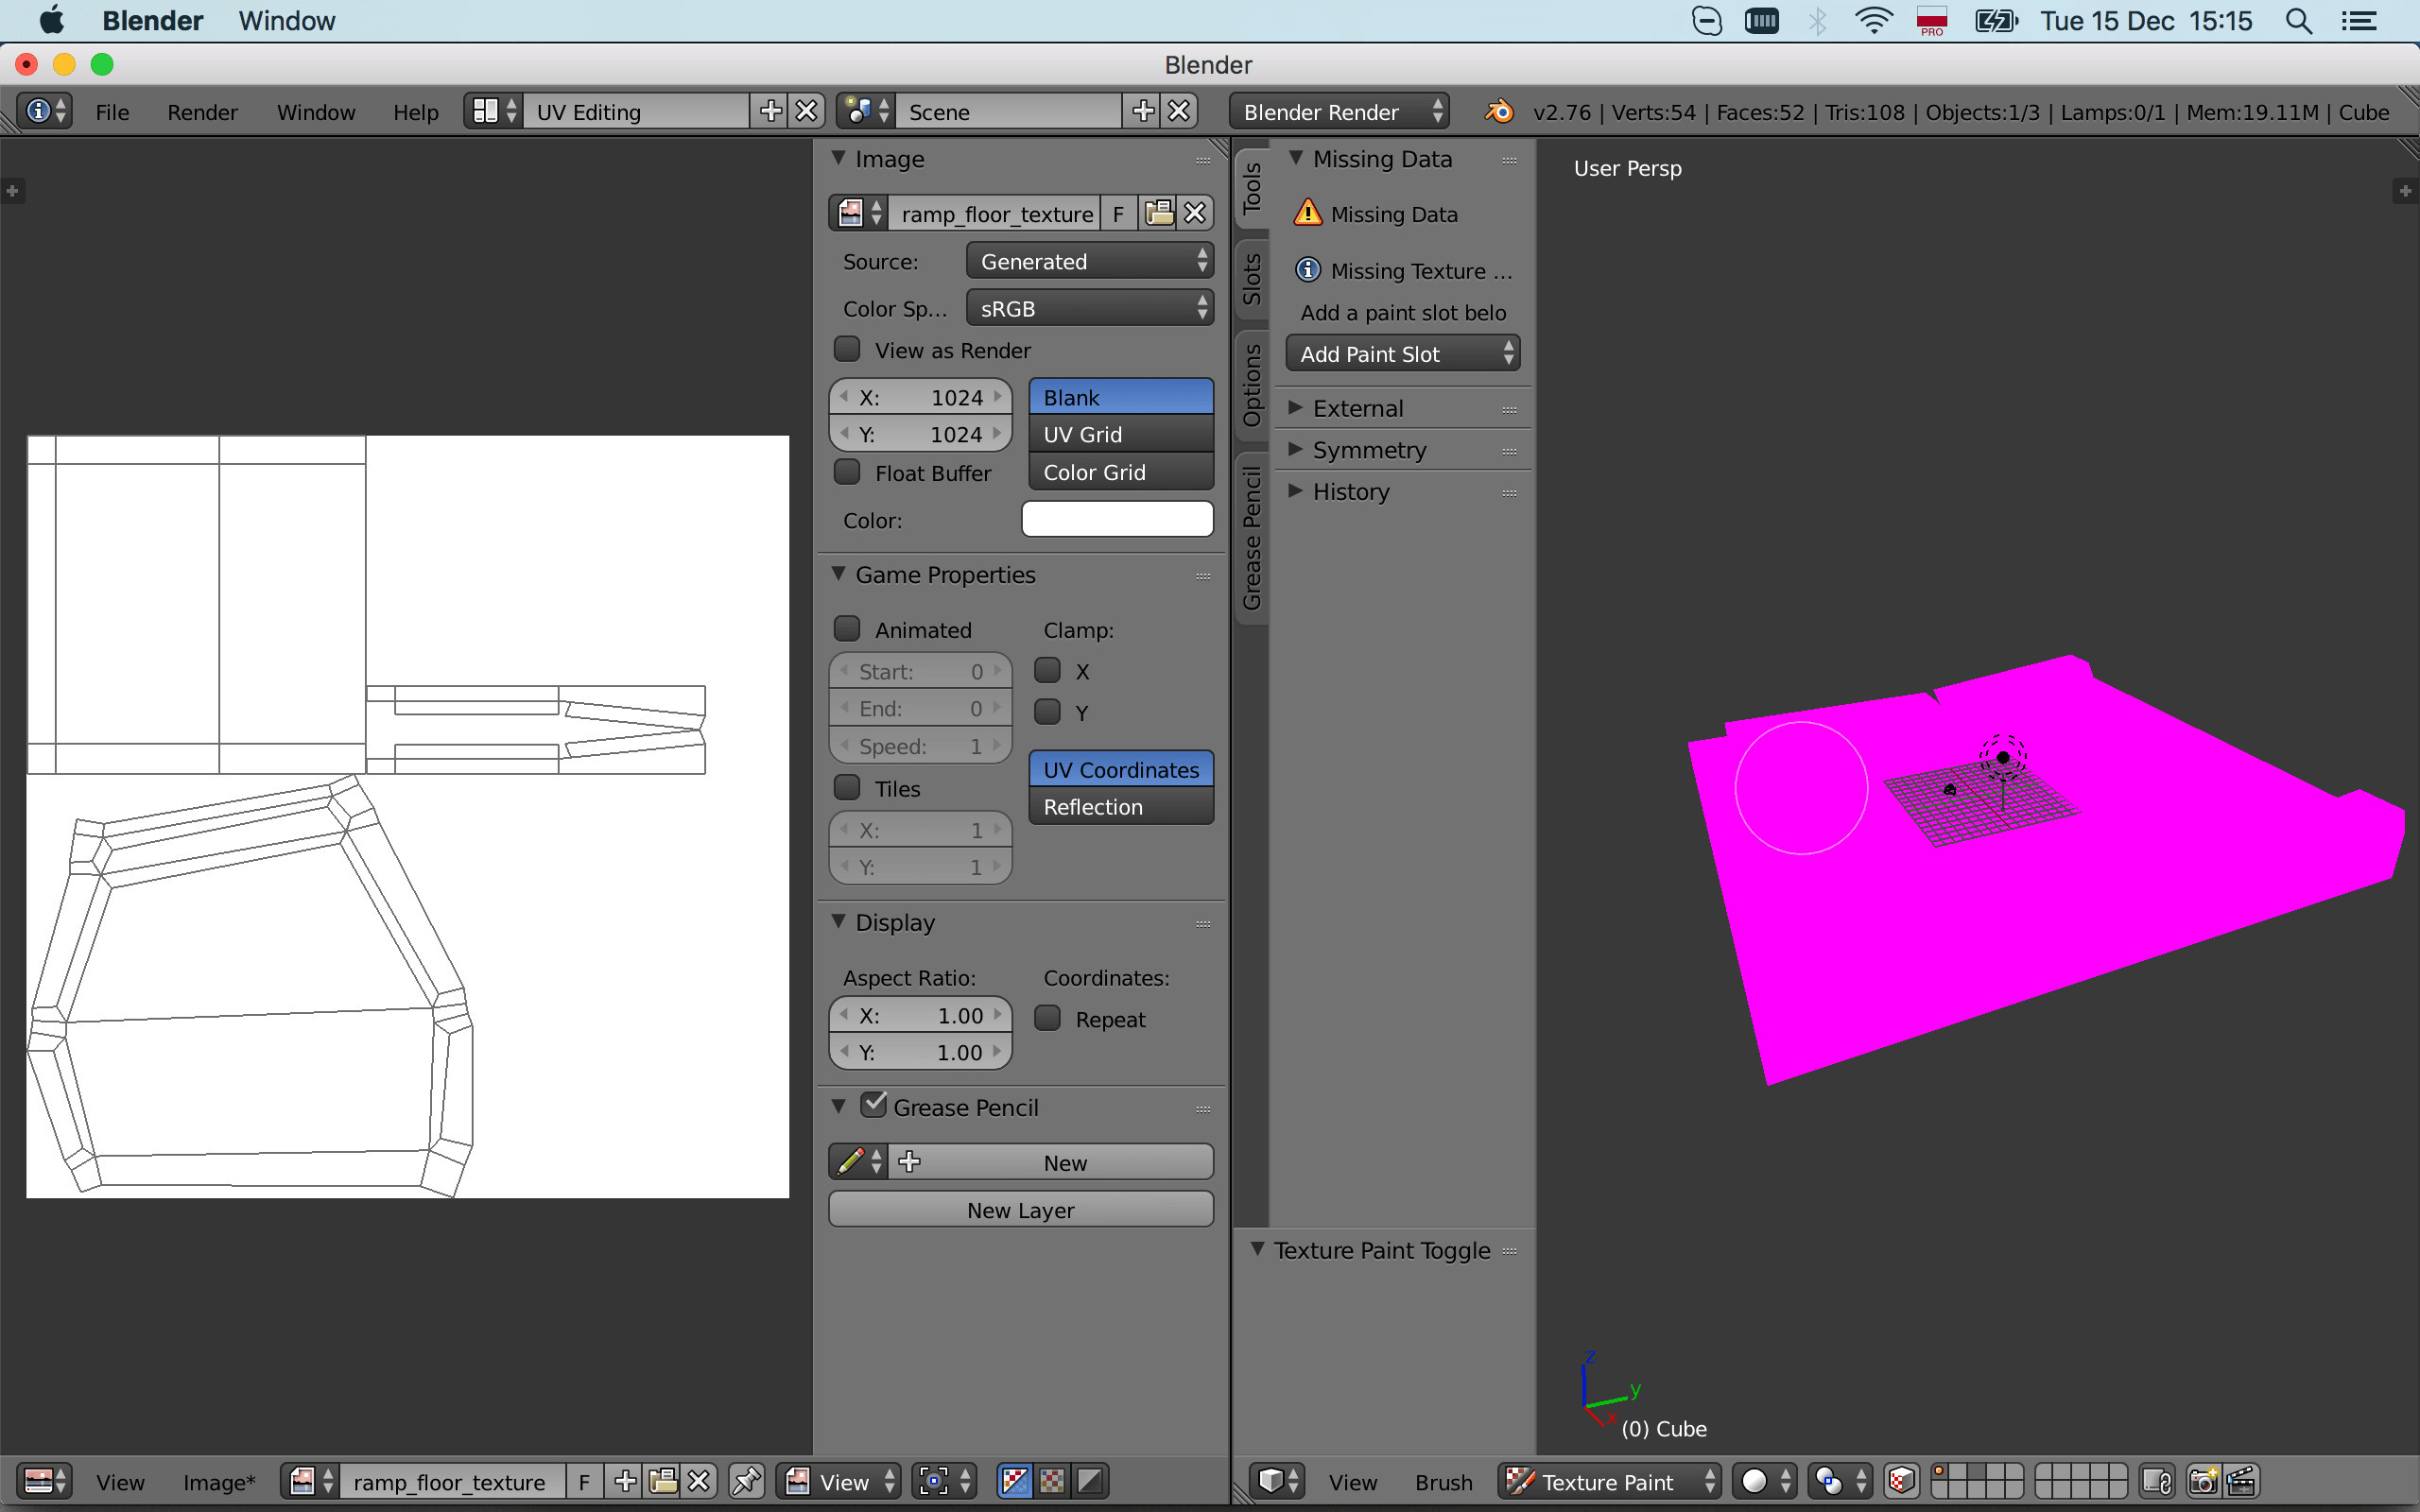 Blender Window PRO Tue 15 Dec 15:15
Blender
File Render Window Help UV Editing Scene Blender Render v2.76 | Verts:54 | Faces:52 | Tris:108 | Objects:1/3 | Lamps:0/1 | Mem:19.11M | Cube
Image
ramp_floor_texture F
Source: Generated
Color Sp... sRGB
View as Render
X: 1024
Y: 1024
Blank
UV Grid
Color Grid
Float Buffer
Color:
Game Properties
Animated
Start: 0
End: 0
Speed: 1
Tiles
X: 1
Y: 1
Clamp:
X
Y
UV Coordinates
Reflection
Display
Aspect Ratio:
X: 1.00
Y: 1.00
Coordinates:
Repeat
Grease Pencil
New
New Layer
Tools
Slots
Options
Grease Pencil
Missing Data
Missing Data
Missing Texture ...
Add a paint slot belo
Add Paint Slot
External
Symmetry
History
Texture Paint Toggle
User Persp
z
y
x
(0) Cube
View Image* ramp_floor_texture F View
View Brush Texture Paint